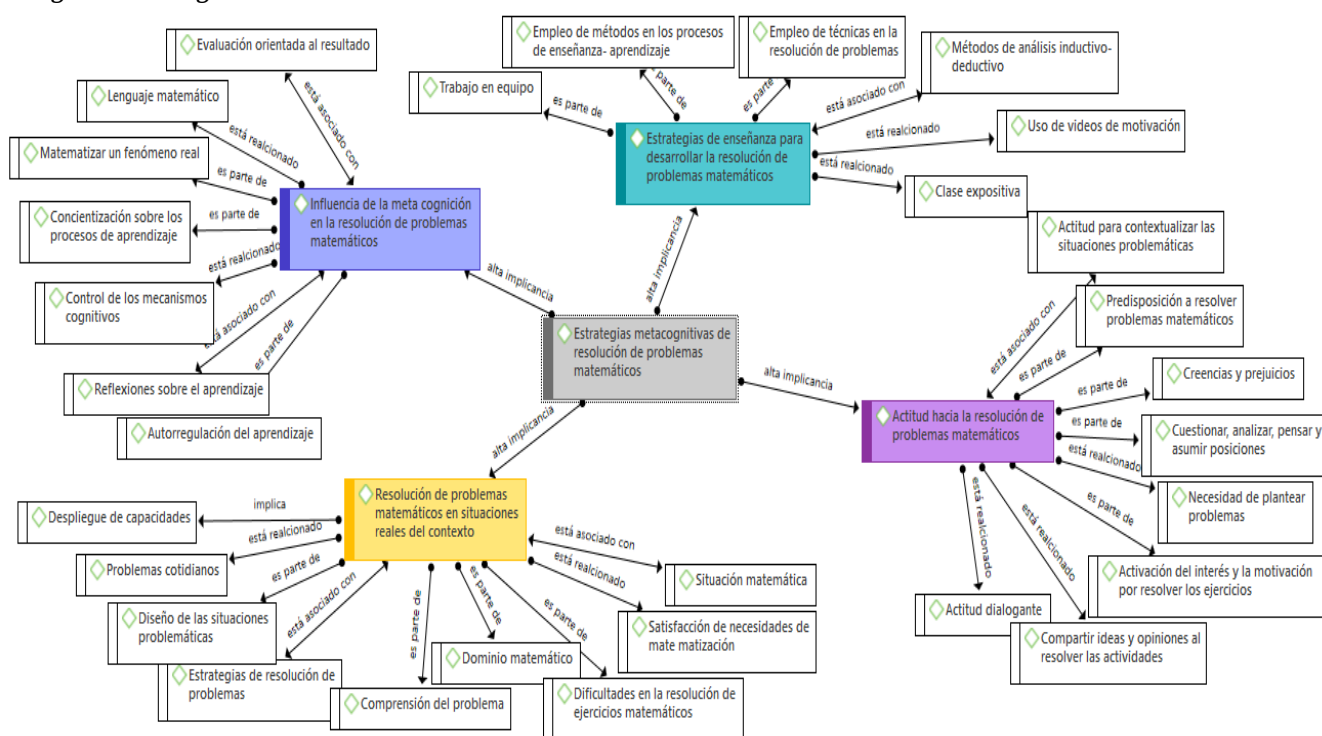 Evaluación orientada al resultado
Lenguaje matemático
Matematizar un fenómeno real
Concientización sobre los
procesos de aprendizaje
Control de los mecanismos
cognitivos
Reflexiones sobre el aprendizaje
Autorregulación del aprendizaje
está asociado con
está realcionado
es parte de
es parte de
está realcionado
está asociado con
es parte de
Influencia de la meta cognición
en la resolución de problemas
matemáticos
alta implicancia
Trabajo en equipo
Empleo de métodos en los procesos
de enseñanza- aprendizaje
Empleo de técnicas en la
resolución de problemas
Métodos de análisis inductivo-
deductivo
Uso de videos de motivación
Clase expositiva
es parte de
es parte de
es parte
está asociado con
está realcionado
está realcionado
Estrategias de enseñanza para
desarrollar la resolución de
problemas matemáticos
alta implicancia
Estrategias metacognitivas de
resolución de problemas
matemáticos
alta implicancia
alta implicancia
Actitud para contextualizar las
situaciones problemáticas
Predisposición a resolver
problemas matemáticos
Creencias y prejuicios
Cuestionar, analizar, pensar y
asumir posiciones
Necesidad de plantear
problemas
Activación del interés y la motivación
por resolver los ejercicios
Compartir ideas y opiniones al
resolver las actividades
Actitud dialogante
está asociado con
es parte de
es parte de
es parte de
está realcionado
es parte de
está realcionado
está realcionado
Actitud hacia la resolución de
problemas matemáticos
Resolución de problemas
matemáticos en situaciones
reales del contexto
implica
está realcionado
es parte de
está asociado con
es parte de
es parte de
es parte de
está realcionado
está asociado con
Despliegue de capacidades
Problemas cotidianos
Diseño de las situaciones
problemáticas
Estrategias de resolución de
problemas
Comprensión del problema
Dominio matemático
Dificultades en la resolución de
ejercicios matemáticos
Satisfacción de necesidades de
mate matización
Situación matemática